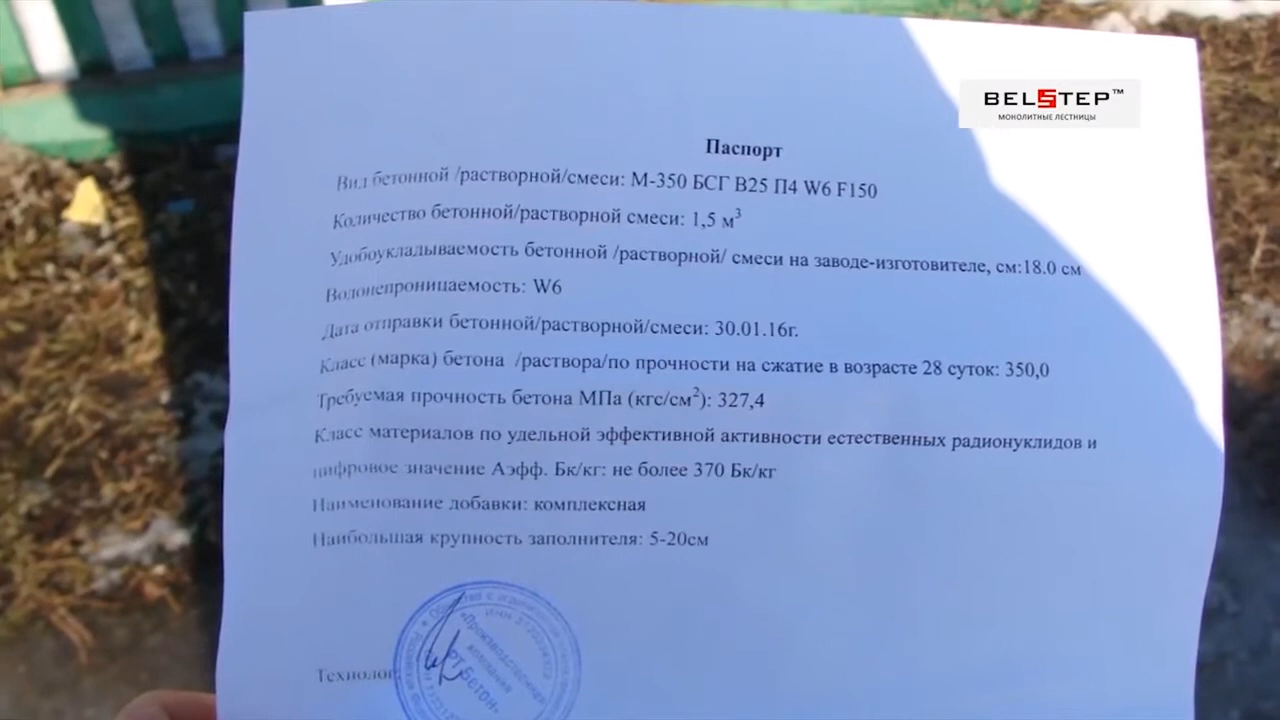 BELSTEP™
МОНОЛИТНЫЕ ЛЕСТНИЦЫ
Паспорт
Вид бетонной /растворной/смеси: М-350 БСГ В25 П4 W6 F150
Количество бетонной/растворной смеси: 1,5 м³
Удобоукладываемость бетонной /растворной/ смеси на заводе-изготовителе, см:18.0 см
Водонепроницаемость: W6
Дата отправки бетонной/растворной/смеси: 30.01.16г.
Класс (марка) бетона /раствора/по прочности на сжатие в возрасте 28 суток: 350,0
Требуемая прочность бетона МПа (кгс/см²): 327,4
Класс материалов по удельной эффективной активности естественных радионуклидов и
цифровое значение Аэфф. Бк/кг: не более 370 Бк/кг
Наименование добавки: комплексная
Наибольшая крупность заполнителя: 5-20см
Технолог
«Производственная
компания
Бетон»